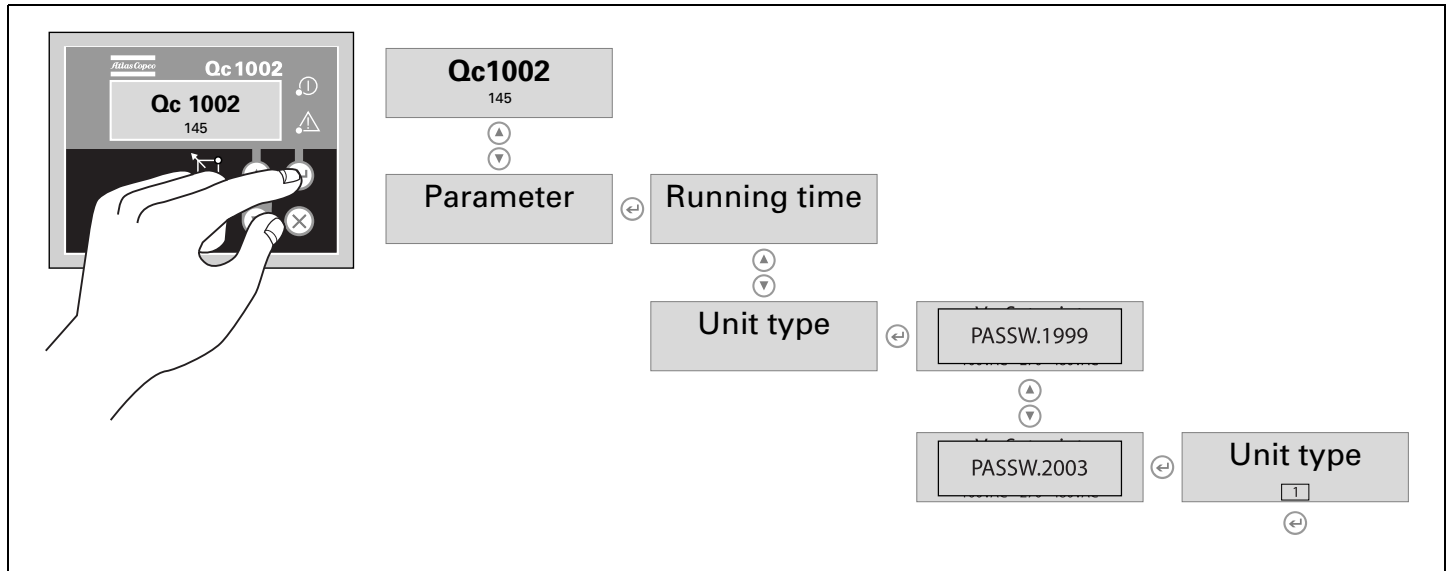 Atlas Copco
Qc1002
Qc 1002
145
Qc1002
145
Parameter
Running time
Unit type
PASSW.1999
PASSW.2003
Unit type
1